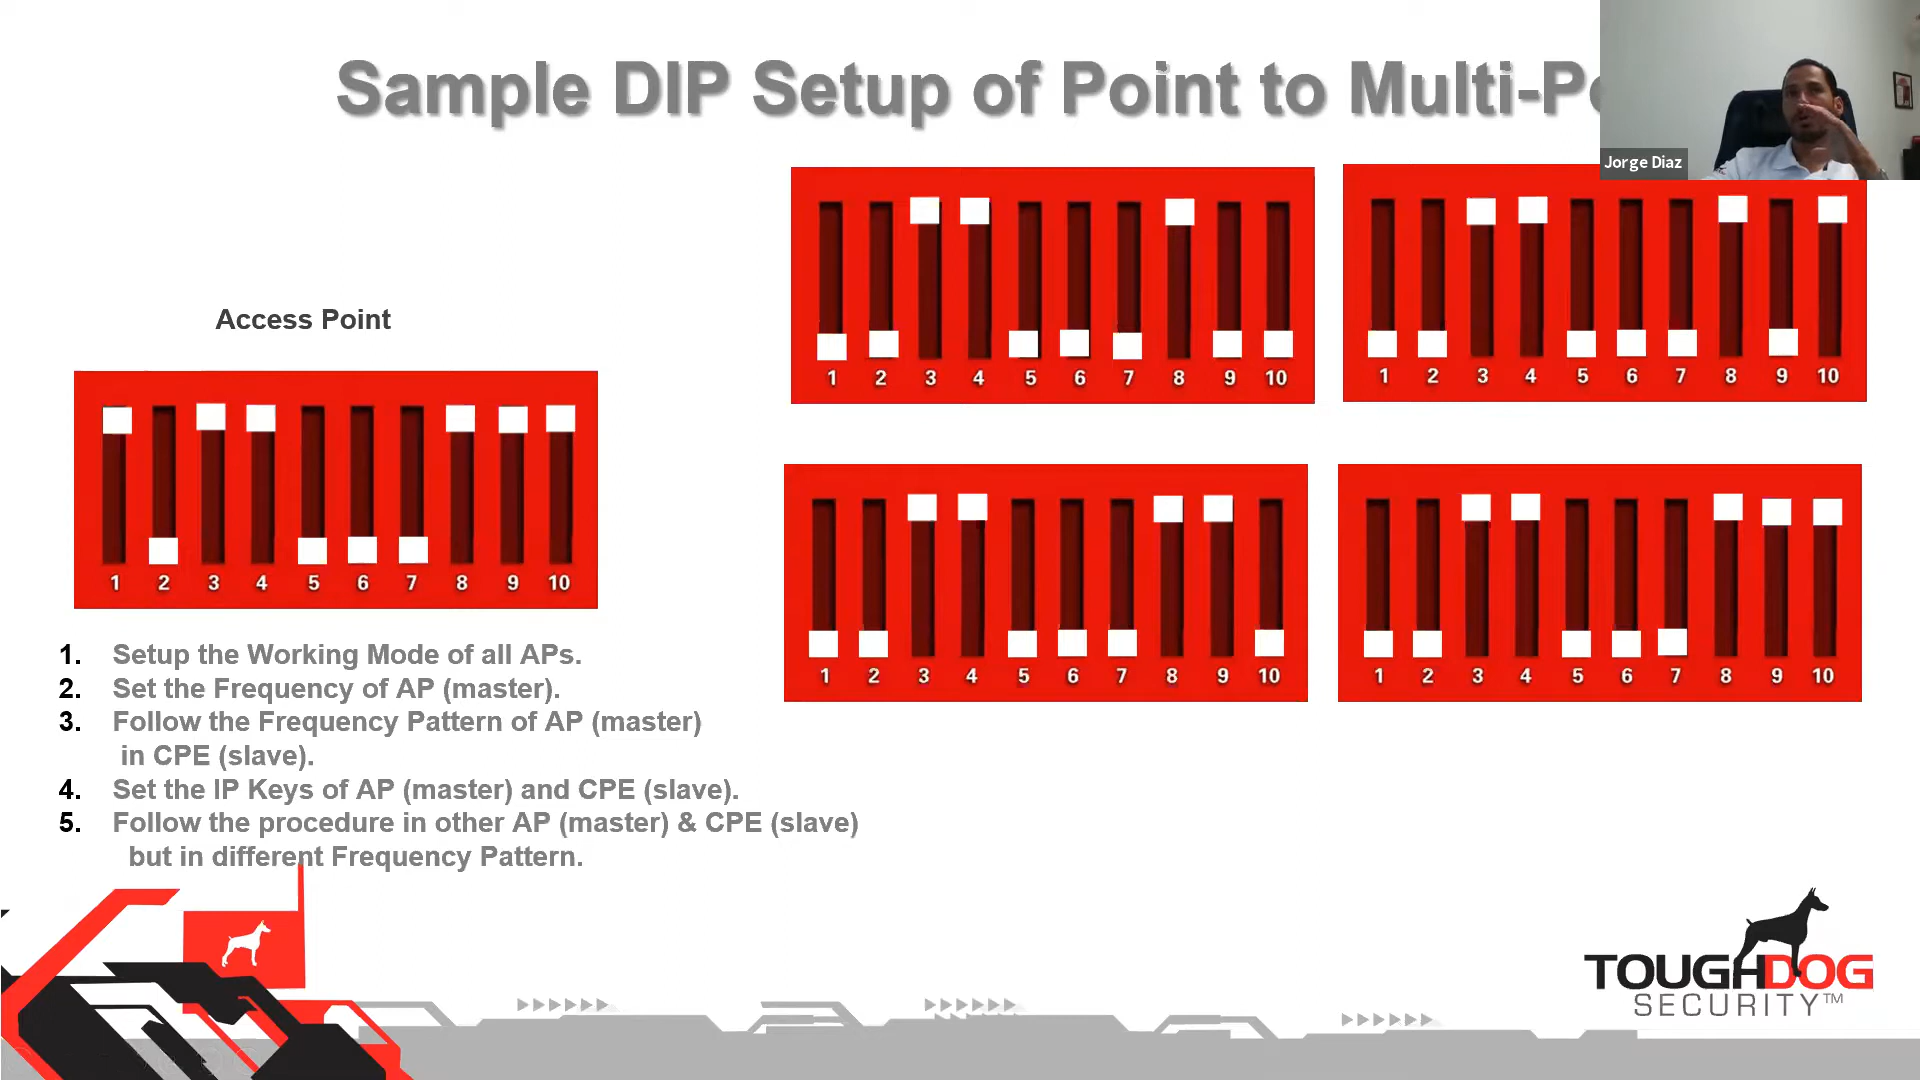 Sample DIP Setup of Point to Multi-P
Jorge Diaz
1 2 3 4 5 6 7 8 9 10
1 2 3 4 5 6 7 8 9 10
Access Point
1 2 3 4 5 6 7 8 9 10
1 2 3 4 5 6 7 8 9 10
1 2 3 4 5 6 7 8 9 10
1. Setup the Working Mode of all APs.
2. Set the Frequency of AP (master).
3. Follow the Frequency Pattern of AP (master)
in CPE (slave).
4. Set the IP Keys of AP (master) and CPE (slave).
5. Follow the procedure in other AP (master) & CPE (slave)
but in different Frequency Pattern.
TOUGHDOG
SECURITY™